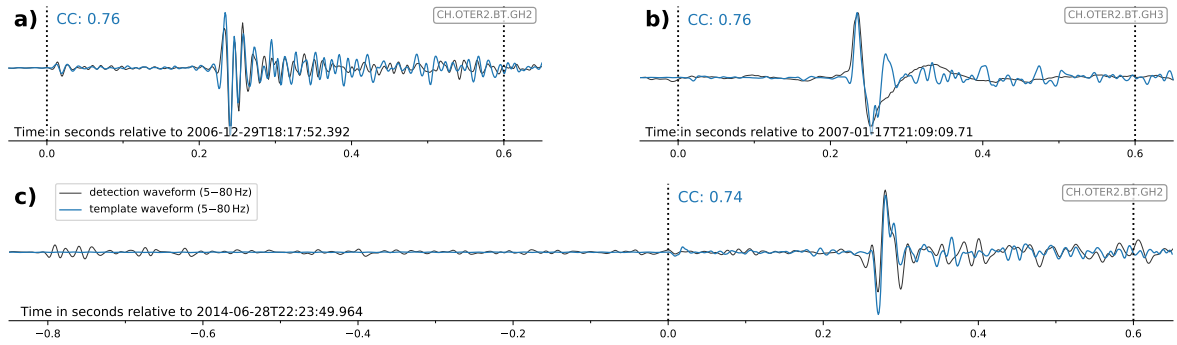 a)
CC: 0.76
CH.OTER2.BT.GH2
Time in seconds relative to 2006-12-29T18:17:52.392
0.0 0.2 0.4 0.6
b)
CC: 0.76
CH.OTER2.BT.GH3
Time in seconds relative to 2007-01-17T21:09:09.71
0.0 0.2 0.4 0.6
c)
detection waveform (5−80 Hz)
template waveform (5−80 Hz)
CC: 0.74
CH.OTER2.BT.GH2
Time in seconds relative to 2014-06-28T22:23:49.964
−0.8 −0.6 −0.4 −0.2 0.0 0.2 0.4 0.6